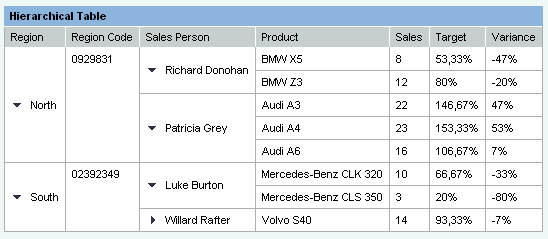 Hierarchical Table
Region Region Code Sales Person Product Sales Target Variance
North 0929831 Richard Donohan BMW X5 8 53,33% -47%
BMW Z3 12 80% -20%
Patricia Grey Audi A3 22 146,67% 47%
Audi A4 23 153,33% 53%
Audi A6 16 106,67% 7%
South 02392349 Luke Burton Mercedes-Benz CLK 320 10 66,67% -33%
Mercedes-Benz CLS 350 3 20% -80%
Willard Rafter Volvo S40 14 93,33% -7%